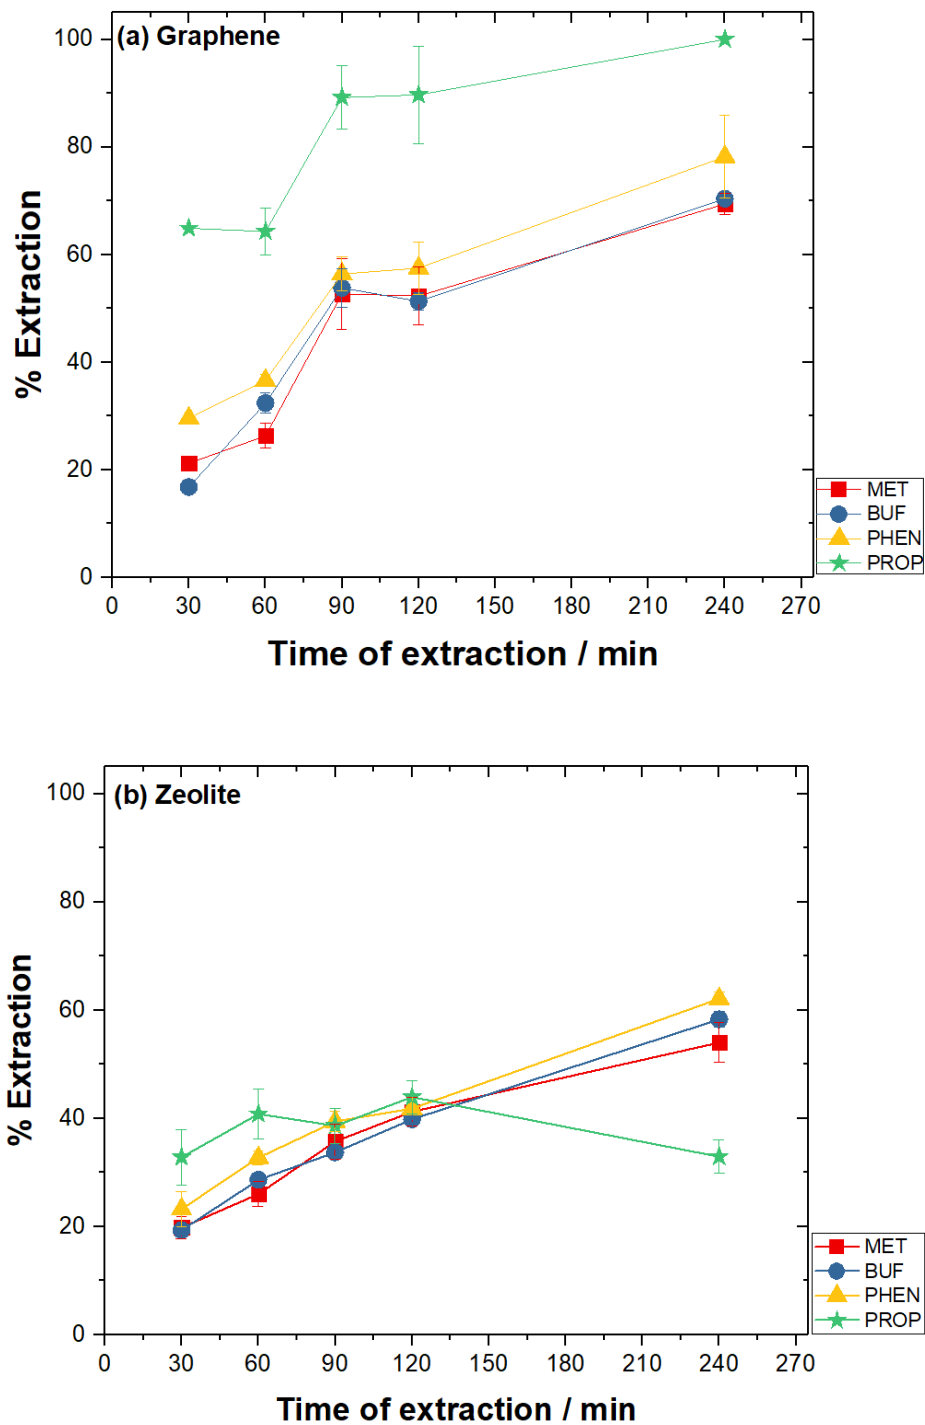 (a) Graphene
100
80
60
40
20
0
% Extraction
0 30 60 90 120 150 180 210 240 270
Time of extraction / min
MET
BUF
PHEN
PROP
(b) Zeolite
100
80
60
40
20
0
% Extraction
0 30 60 90 120 150 180 210 240 270
Time of extraction / min
MET
BUF
PHEN
PROP